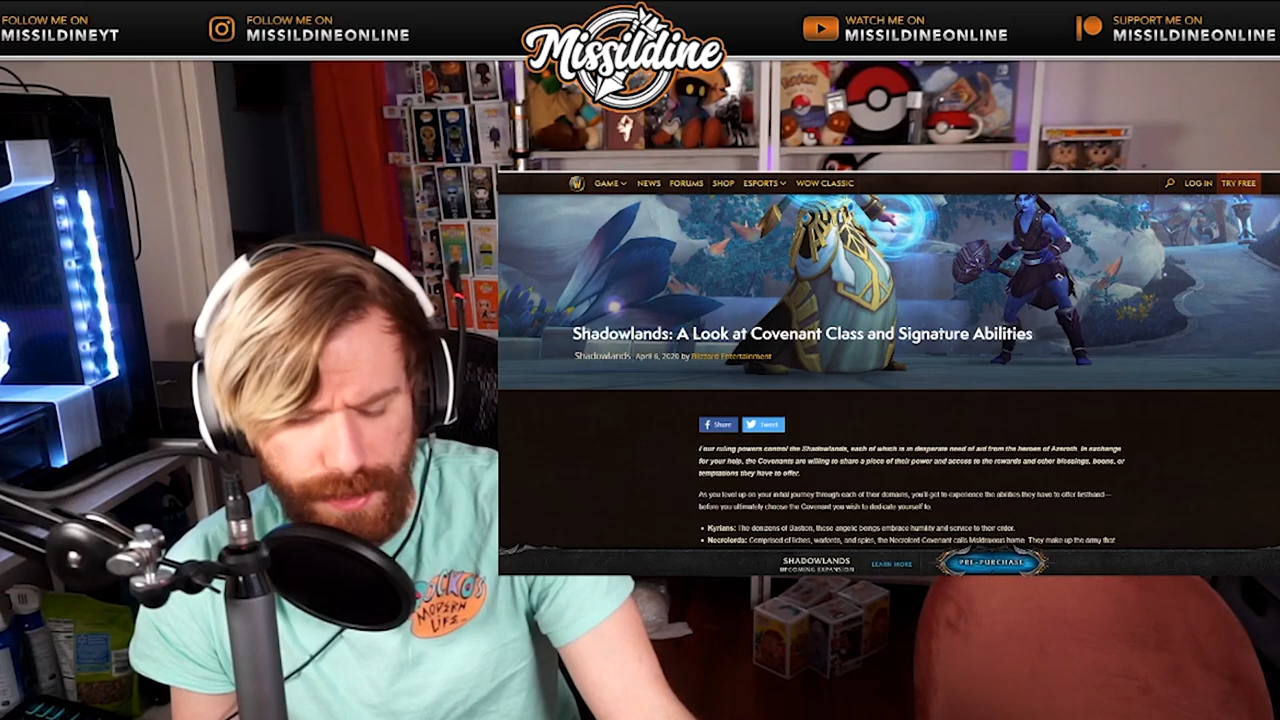 FOLLOW ME ON
MISSILDINEYT
FOLLOW ME ON
MISSILDINEONLINE
Missildine
WATCH ME ON
MISSILDINEONLINE
SUPPORT ME ON
MISSILDINEONLINE
GAME NEWS FORUMS SHOP ESPORTS WOW CLASSIC LOG IN TRY FREE
Shadowlands: A Look at Covenant Class and Signature Abilities
Shadowlands April 6, 2020 by Blizzard Entertainment
Share Tweet
Four ruling powers control the Shadowlands, each of which is in desperate need of aid from the heroes of Azeroth. In exchange
for your help, the Covenants are willing to share a piece of their power and access to the rewards and other blessings, boons, or
temptations they have to offer.
As you level up on your initial journey through each of their domains, you'll get to experience the abilities they have to offer firsthand—
before you ultimately choose the Covenant you wish to dedicate yourself to.
• Kyrians: The denizens of Bastion, these angelic beings embrace humility and service to their order.
• Necrolords: Comprised of liches, warlords, and spies, the Necrolord Covenant calls Maldraxxus home. They make up the army that
SHADOWLANDS
UPCOMING EXPANSION
LEARN MORE
PRE-PURCHASE
ROCKO'S
MODERN
LIFE